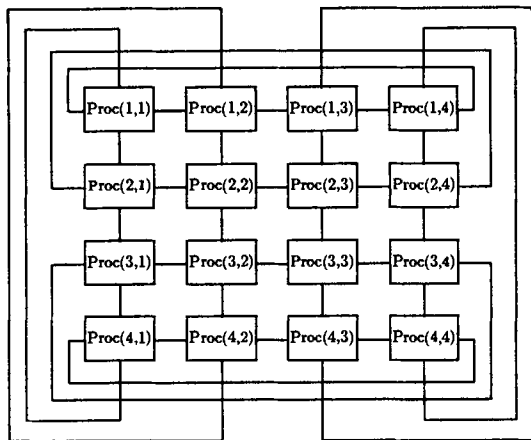 Proc(1,1) Proc(1,2) Proc(1,3) Proc(1,4)
Proc(2,1) Proc(2,2) Proc(2,3) Proc(2,4)
Proc(3,1) Proc(3,2) Proc(3,3) Proc(3,4)
Proc(4,1) Proc(4,2) Proc(4,3) Proc(4,4)